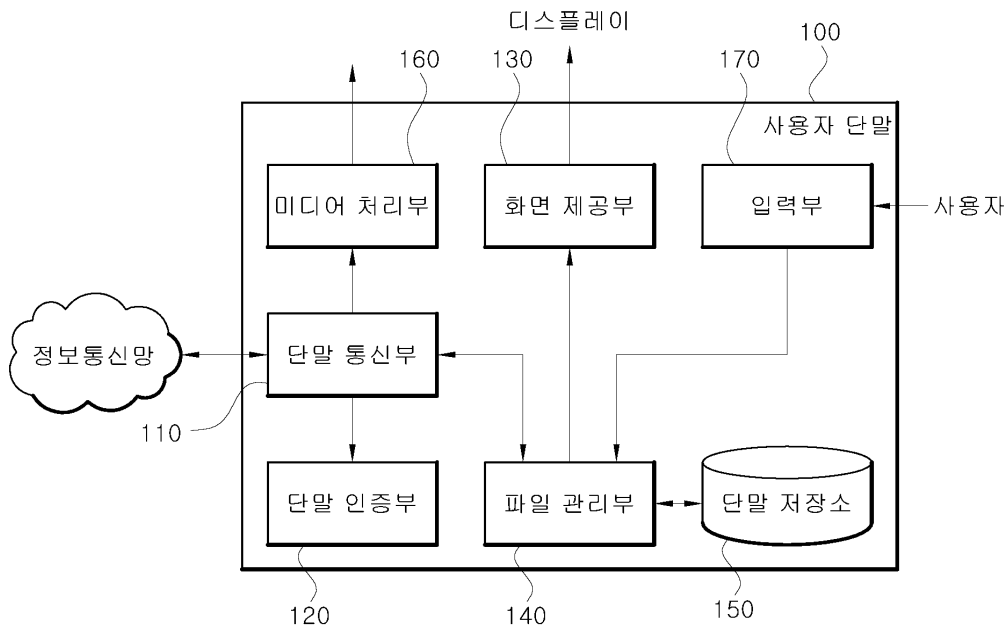 디스플레이
100
160
130
170
사용자 단말
미디어 처리부
화면 제공부
입력부
사용자
정보통신망
단말 통신부
110
단말 인증부
파일 관리부
단말 저장소
120
140
150